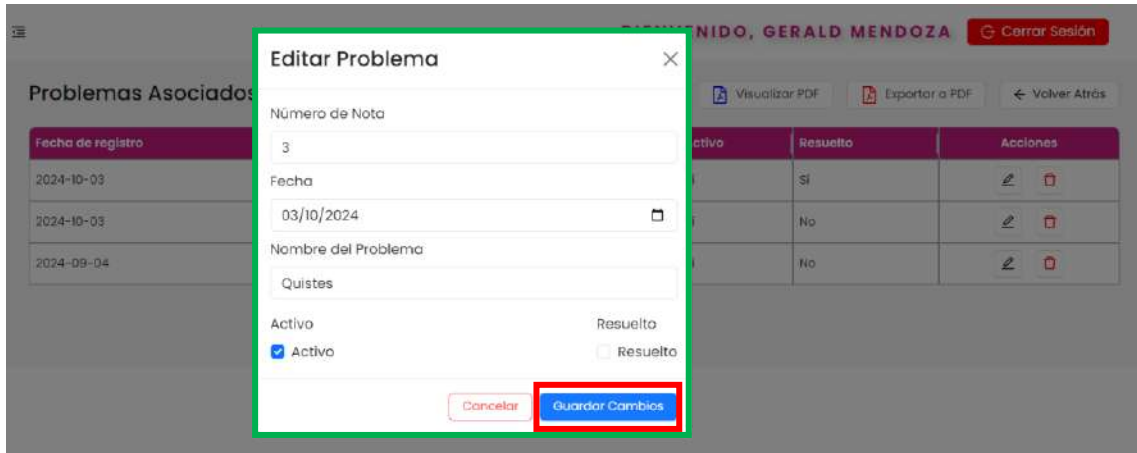 NIDO, GERALD MENDOZA
Cerrar Sesión
Editar Problema
Problemas Asociados
Visualizar PDF
Exportar a PDF
Volver Atrás
Número de Nota
3
Fecha de registro
Resuelto
Acciones
Fecha
2024-10-03
Sí
03/10/2024
2024-10-03
No
Nombre del Problema
2024-09-04
No
Quistes
Activo
Resuelto
Activo
Resuelto
Cancelar
Guardar Cambios